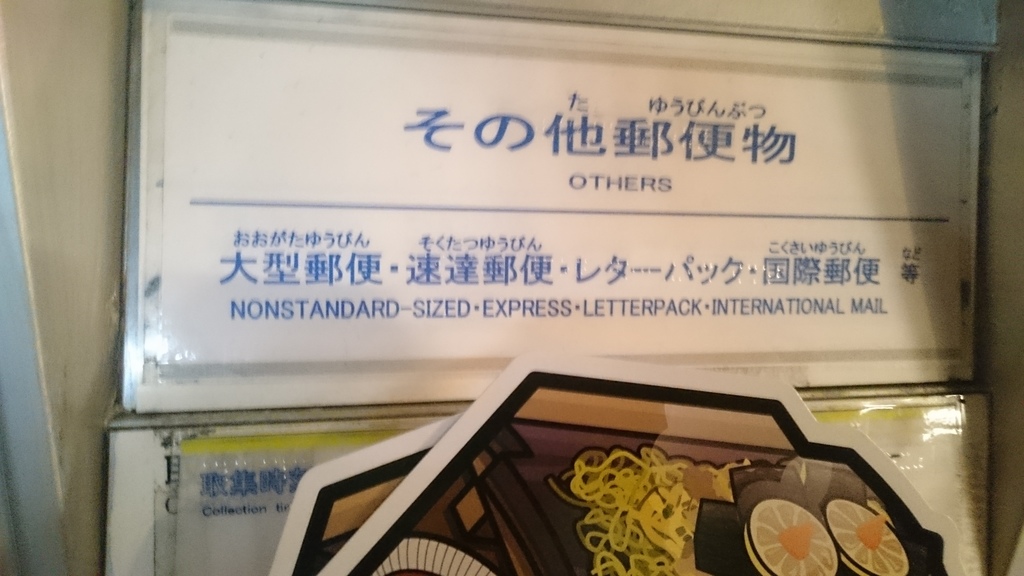 た ゆうびんぶつ
その他郵便物
OTHERS
おおがたゆうびん そくたつゆうびん こくさいゆうびん など
大型郵便・速達郵便・レターパック・国際郵便 等
NONSTANDARD-SIZED・EXPRESS・LETTERPACK・INTERNATIONAL MAIL
取集時
Collection